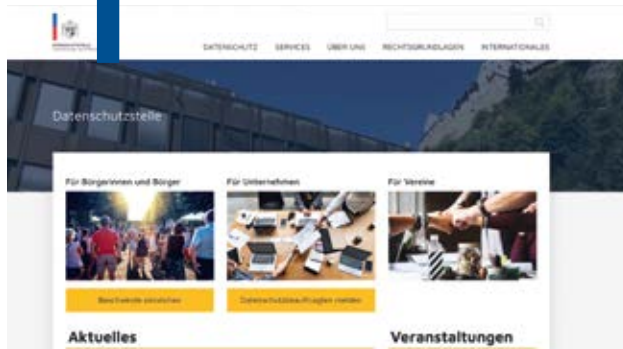 DATENSCHUTZ SERVICES ÜBER UNS RECHTSGRUNDLAGEN INTERNATIONALES
Datenschutzstelle
Für Bürgerinnen und Bürger Für Unternehmen Für Vereine
Beschwerde einreichen Datenschutzbeauftragten melden
Aktuelles Veranstaltungen